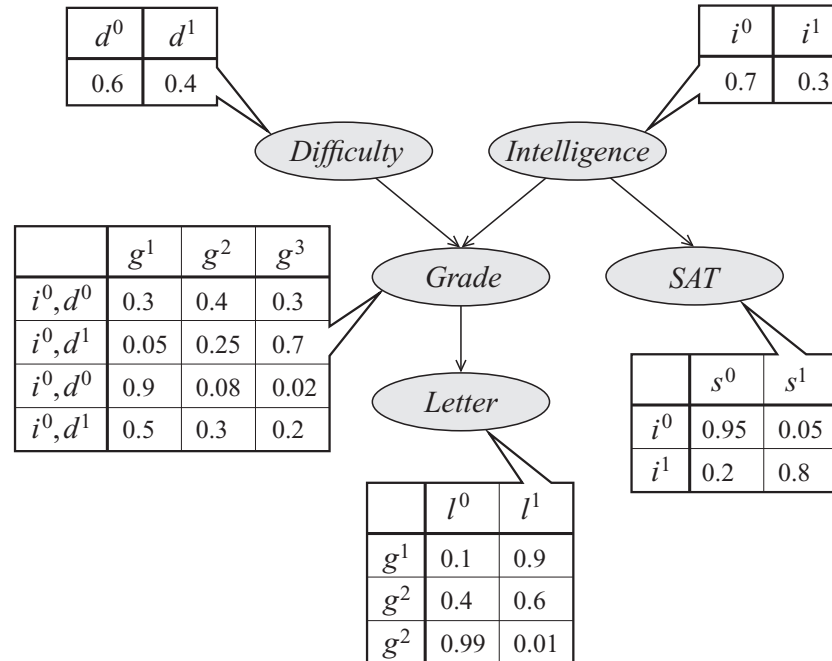 d⁰ d¹
0.6 0.4
i⁰ i¹
0.7 0.3
Difficulty
Intelligence
g¹ g² g³
i⁰, d⁰ 0.3 0.4 0.3
i⁰, d¹ 0.05 0.25 0.7
i⁰, d⁰ 0.9 0.08 0.02
i⁰, d¹ 0.5 0.3 0.2
Grade
SAT
s⁰ s¹
i⁰ 0.95 0.05
i¹ 0.2 0.8
Letter
l⁰ l¹
g¹ 0.1 0.9
g² 0.4 0.6
g² 0.99 0.01